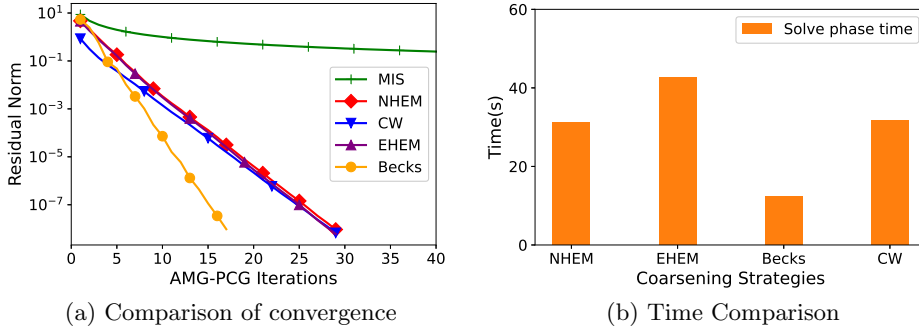 10^1
10^-1
10^-3
10^-5
10^-7
Residual Norm
0 5 10 15 20 25 30 35 40
AMG-PCG Iterations
MIS
NHEM
CW
EHEM
Becks
(a) Comparison of convergence
60
40
20
0
Time(s)
Solve phase time
NHEM EHEM Becks CW
Coarsening Strategies
(b) Time Comparison